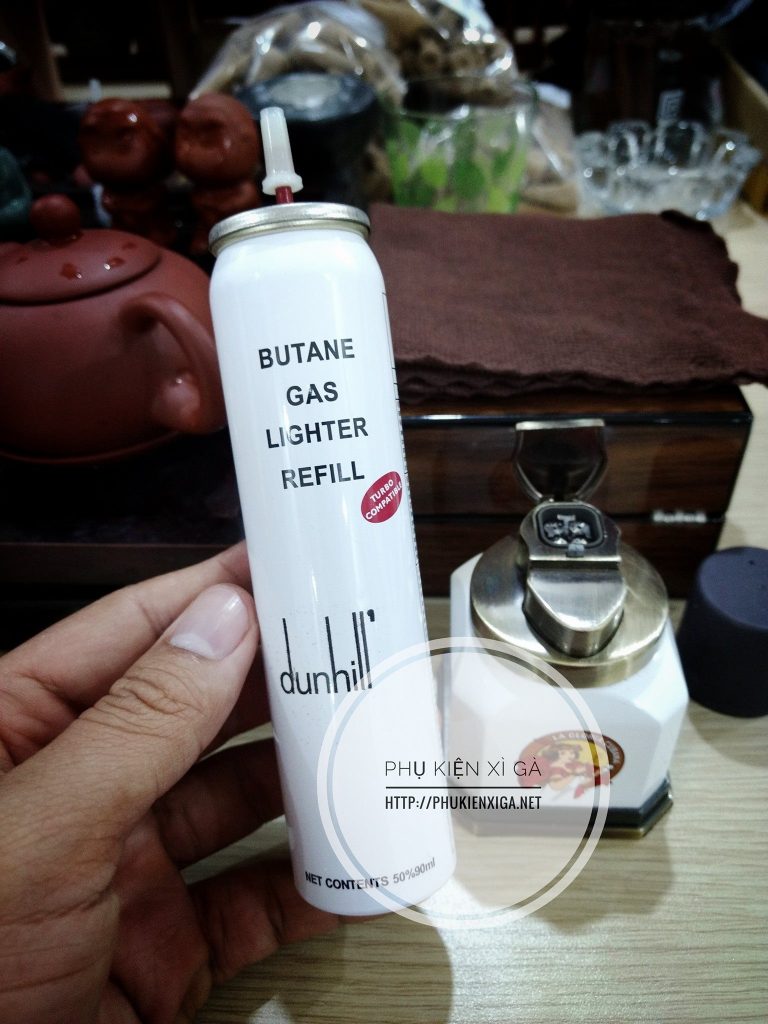 BUTANE
GAS
LIGHTER
REFILL
TURBO
COMPATIBLE
dunhill'
NET CONTENTS 50%90ml
PHỤ KIỆN XÌ GÀ
HTTP://PHUKIENXIGA.NET